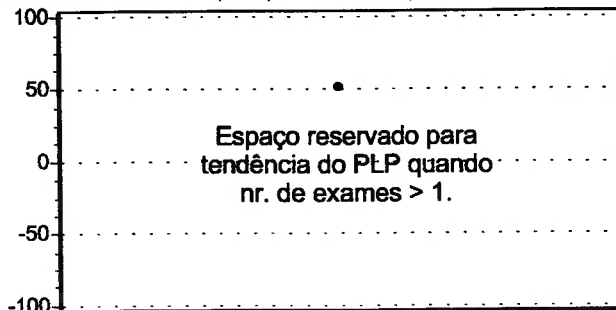 100
50
Espaço reservado para
0
tendência do PLP quando
nr. de exames > 1.
-50
-100